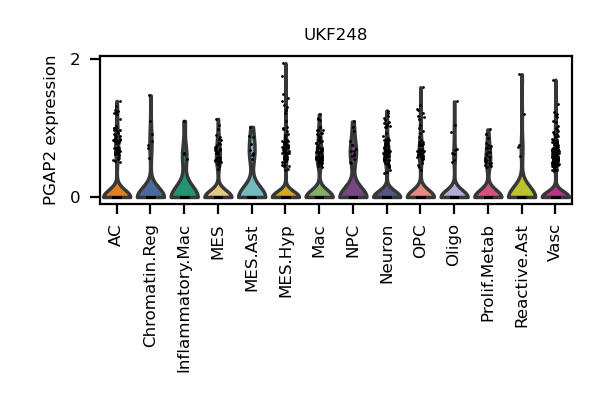 UKF248
PGAP2 expression
2
0
AC
Chromatin.Reg
Inflammatory.Mac
MES
MES.Ast
MES.Hyp
Mac
NPC
Neuron
OPC
Oligo
Prolif.Metab
Reactive.Ast
Vasc